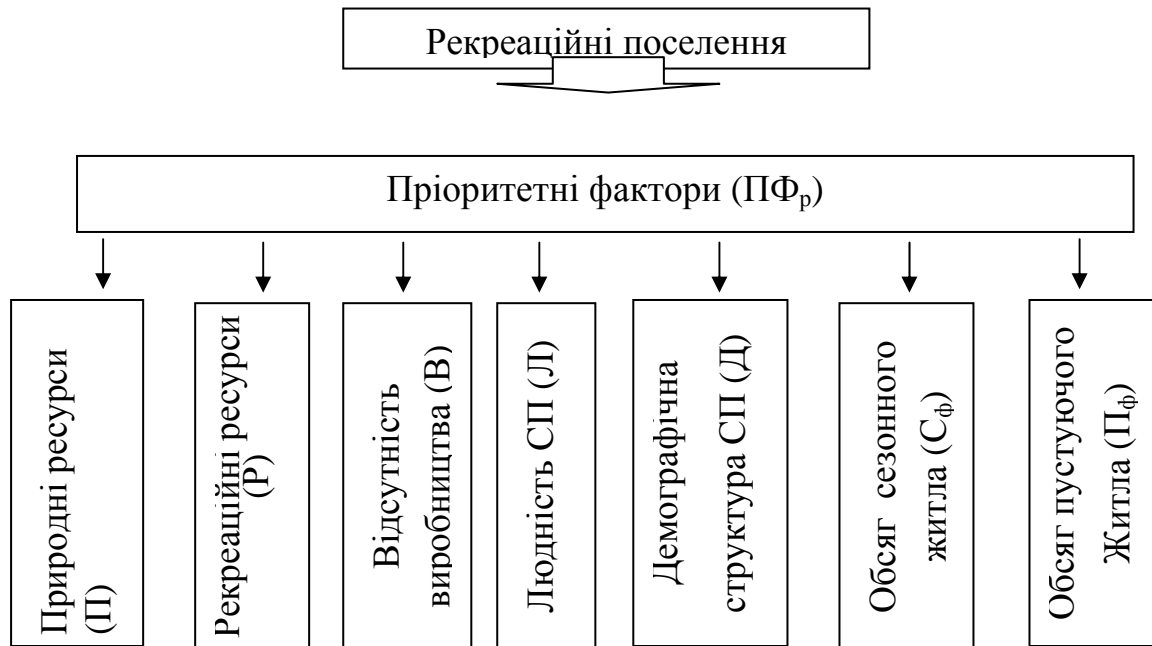 Рекреаційні поселення
Пріоритетні фактори (ПФр)
Природні ресурси
(П)
Рекреаційні ресурси
(Р)
Відсутність
виробництва (В)
Людність СП (Л)
Демографічна
структура СП (Д)
Обсяг сезонного
житла (Сф)
Обсяг пустуючого
Житла (Пф)